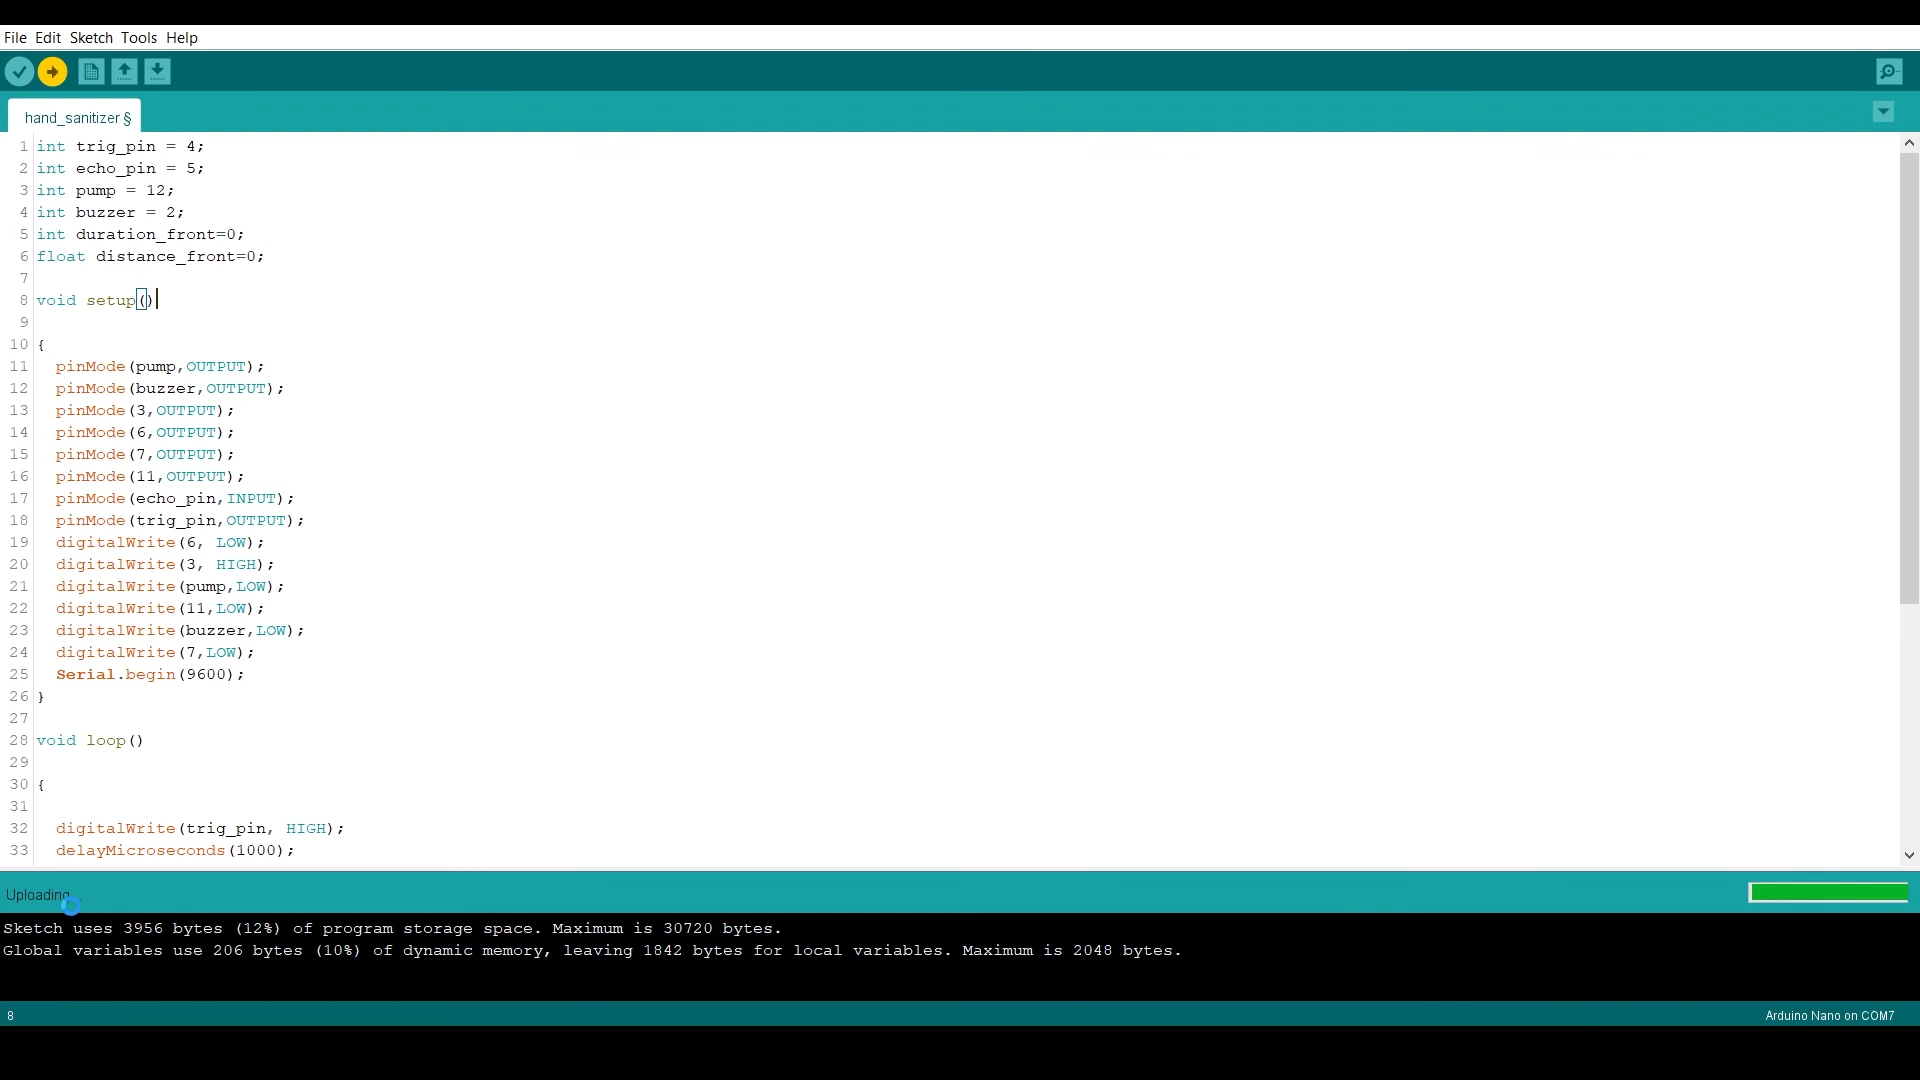 File Edit Sketch Tools Help
hand_sanitizer §
1 int trig_pin = 4;
2 int echo_pin = 5;
3 int pump = 12;
4 int buzzer = 2;
5 int duration_front=0;
6 float distance_front=0;
7
8 void setup()
9
10 {
11 pinMode(pump,OUTPUT);
12 pinMode(buzzer,OUTPUT);
13 pinMode(3,OUTPUT);
14 pinMode(6,OUTPUT);
15 pinMode(7,OUTPUT);
16 pinMode(11,OUTPUT);
17 pinMode(echo_pin,INPUT);
18 pinMode(trig_pin,OUTPUT);
19 digitalWrite(6, LOW);
20 digitalWrite(3, HIGH);
21 digitalWrite(pump,LOW);
22 digitalWrite(11,LOW);
23 digitalWrite(buzzer,LOW);
24 digitalWrite(7,LOW);
25 Serial.begin(9600);
26 }
27
28 void loop()
29
30 {
31
32 digitalWrite(trig_pin, HIGH);
33 delayMicroseconds(1000);
Uploading...
Sketch uses 3956 bytes (12%) of program storage space. Maximum is 30720 bytes.
Global variables use 206 bytes (10%) of dynamic memory, leaving 1842 bytes for local variables. Maximum is 2048 bytes.
8
Arduino Nano on COM7